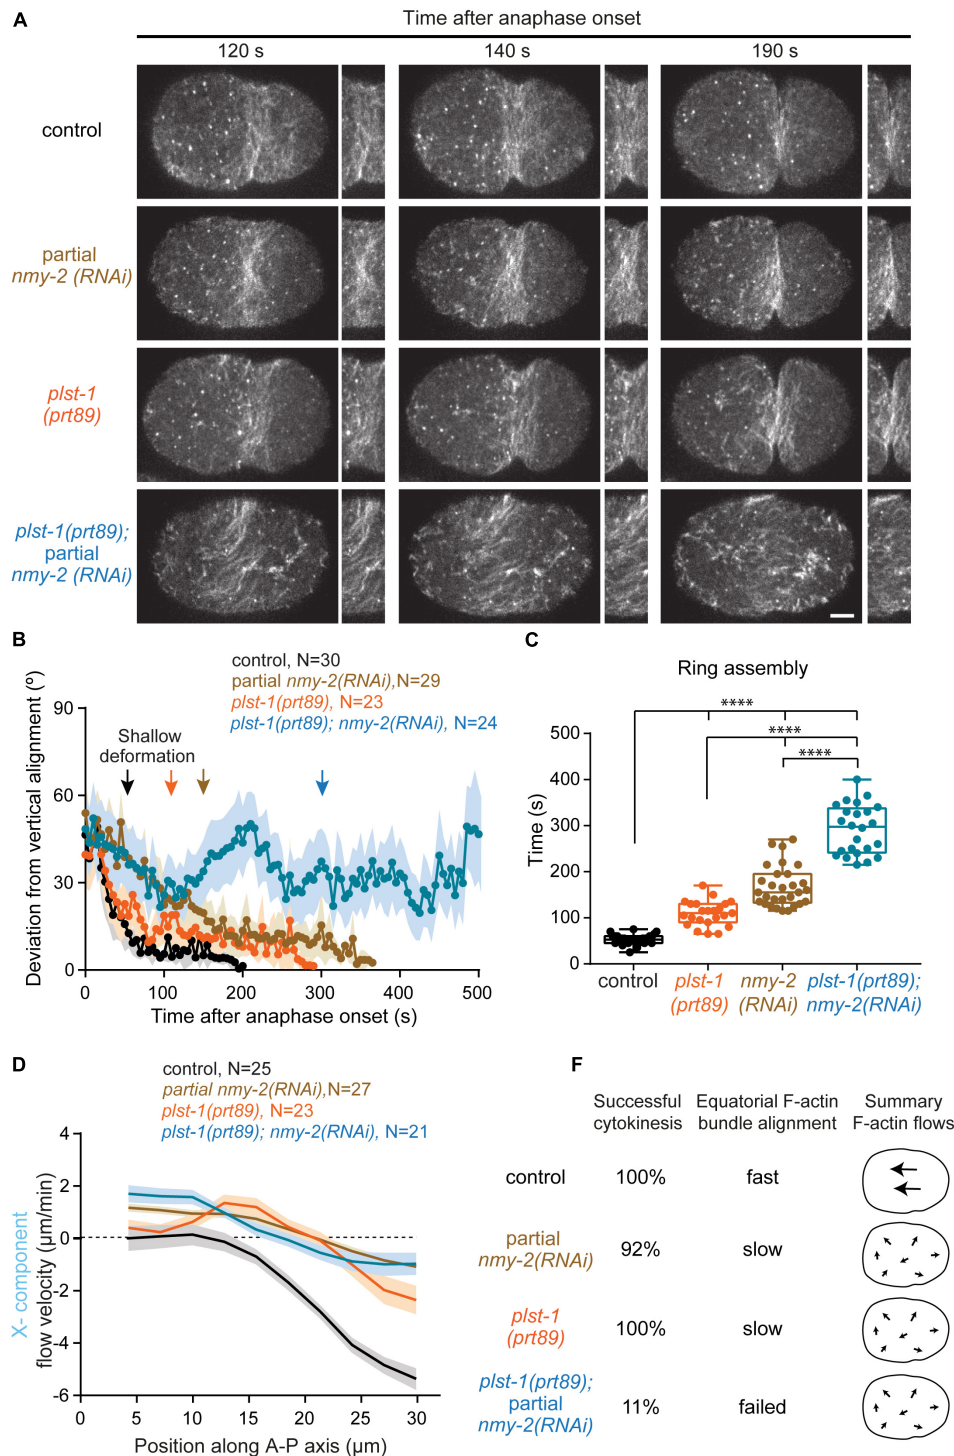 A
Time after anaphase onset
120 s 140 s 190 s
control
partial
nmy-2 (RNAi)
plst-1
(prt89)
plst-1(prt89);
partial
nmy-2 (RNAi)
B
control, N=30
partial nmy-2(RNAi),N=29
plst-1(prt89), N=23
plst-1(prt89); nmy-2(RNAi), N=24
Deviation from vertical alignment (º)
90
60
30
0
Shallow
deformation
0 100 200 300 400 500
Time after anaphase onset (s)
C
Ring assembly
****
****
****
Time (s)
500
400
300
200
100
0
control plst-1 nmy-2 plst-1(prt89);
(prt89) (RNAi) nmy-2(RNAi)
D
control, N=25
partial nmy-2(RNAi),N=27
plst-1(prt89), N=23
plst-1(prt89); nmy-2(RNAi), N=21
X- component
flow velocity (µm/min)
4
2
0
-2
-4
-6
0 5 10 15 20 25 30
Position along A-P axis (µm)
F
Successful Equatorial F-actin Summary
cytokinesis bundle alignment F-actin flows
control 100% fast
partial
nmy-2(RNAi) 92% slow
plst-1
(prt89) 100% slow
plst-1(prt89);
partial 11% failed
nmy-2(RNAi)